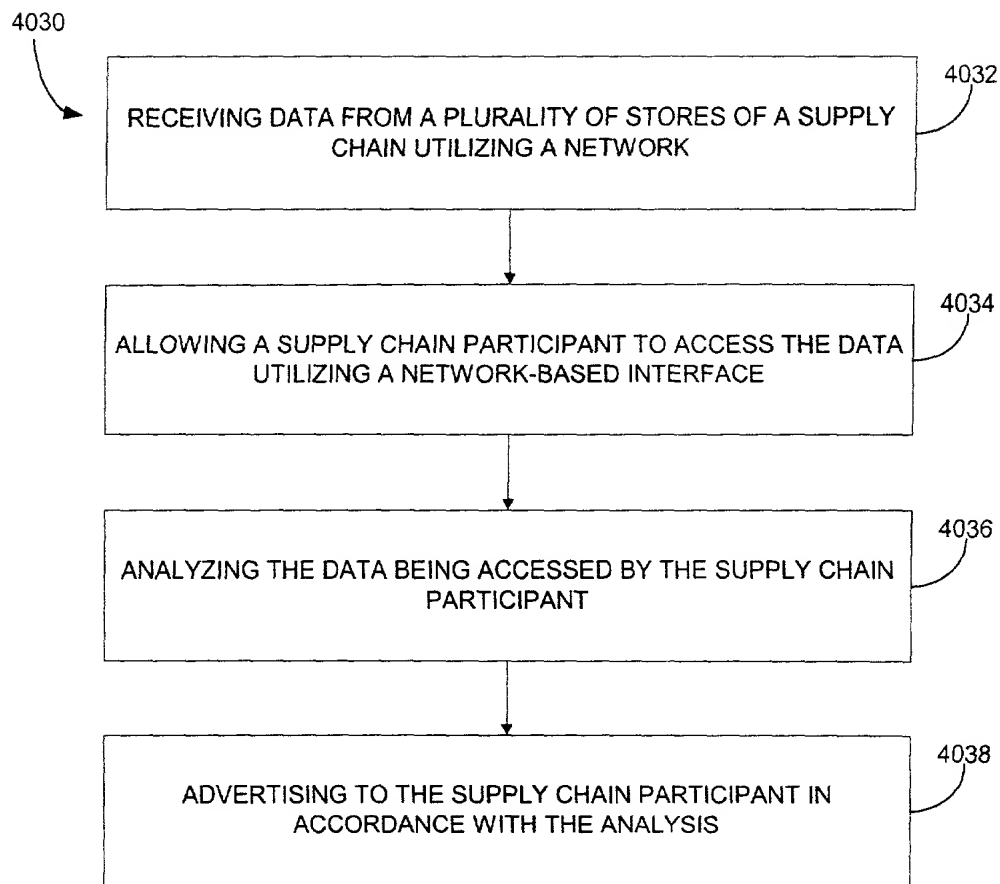 4030
4032
RECEIVING DATA FROM A PLURALITY OF STORES OF A SUPPLY
CHAIN UTILIZING A NETWORK
4034
ALLOWING A SUPPLY CHAIN PARTICIPANT TO ACCESS THE DATA
UTILIZING A NETWORK-BASED INTERFACE
4036
ANALYZING THE DATA BEING ACCESSED BY THE SUPPLY CHAIN
PARTICIPANT
4038
ADVERTISING TO THE SUPPLY CHAIN PARTICIPANT IN
ACCORDANCE WITH THE ANALYSIS